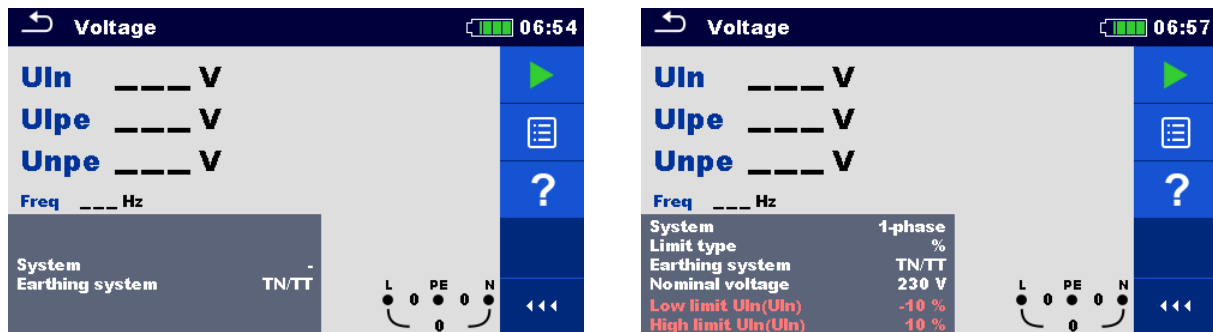 Voltage 06:54
Uln ___ V
Ulpe ___ V
Unpe ___ V
?
Freq ___ Hz
System -
Earthing system TN/TT
L PE N
0 0
0
Voltage 06:57
Uln ___ V
Ulpe ___ V
Unpe ___ V
?
Freq ___ Hz
System 1-phase
Limit type %
Earthing system TN/TT
Nominal voltage 230 V
Low limit Uln(Uln) -10 %
High limit Uln(Uln) 10 %
L PE N
0 0
0